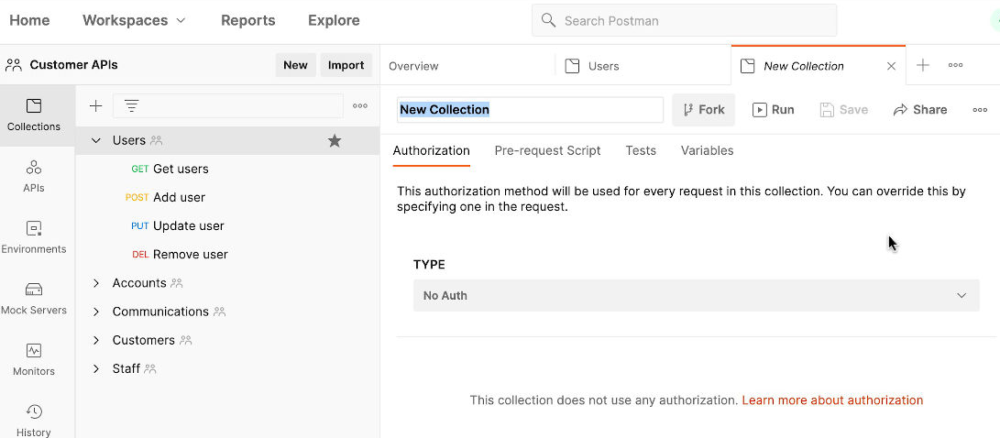 Home Workspaces Reports Explore Search Postman
Customer APIs New Import Overview Users New Collection
Collections
APIs
Environments
Mock Servers
Monitors
History
Users
GET Get users
POST Add user
PUT Update user
DEL Remove user
Accounts
Communications
Customers
Staff
New Collection Fork Run Save Share
Authorization Pre-request Script Tests Variables
This authorization method will be used for every request in this collection. You can override this by
specifying one in the request.
TYPE
No Auth
This collection does not use any authorization. Learn more about authorization